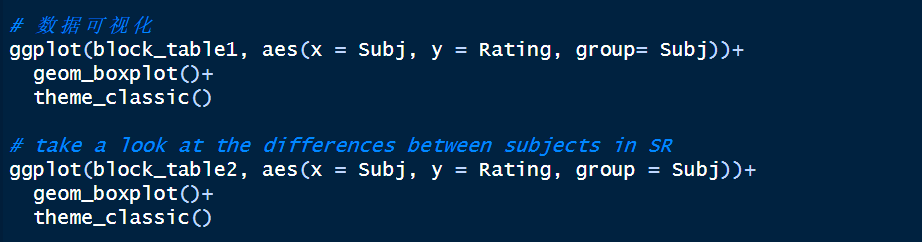 # 数据可视化
ggplot(block_table1, aes(x = Subj, y = Rating, group= Subj))+
  geom_boxplot()+
  theme_classic()
# take a look at the differences between subjects in SR
ggplot(block_table2, aes(x = Subj, y = Rating, group = Subj))+
  geom_boxplot()+
  theme_classic()